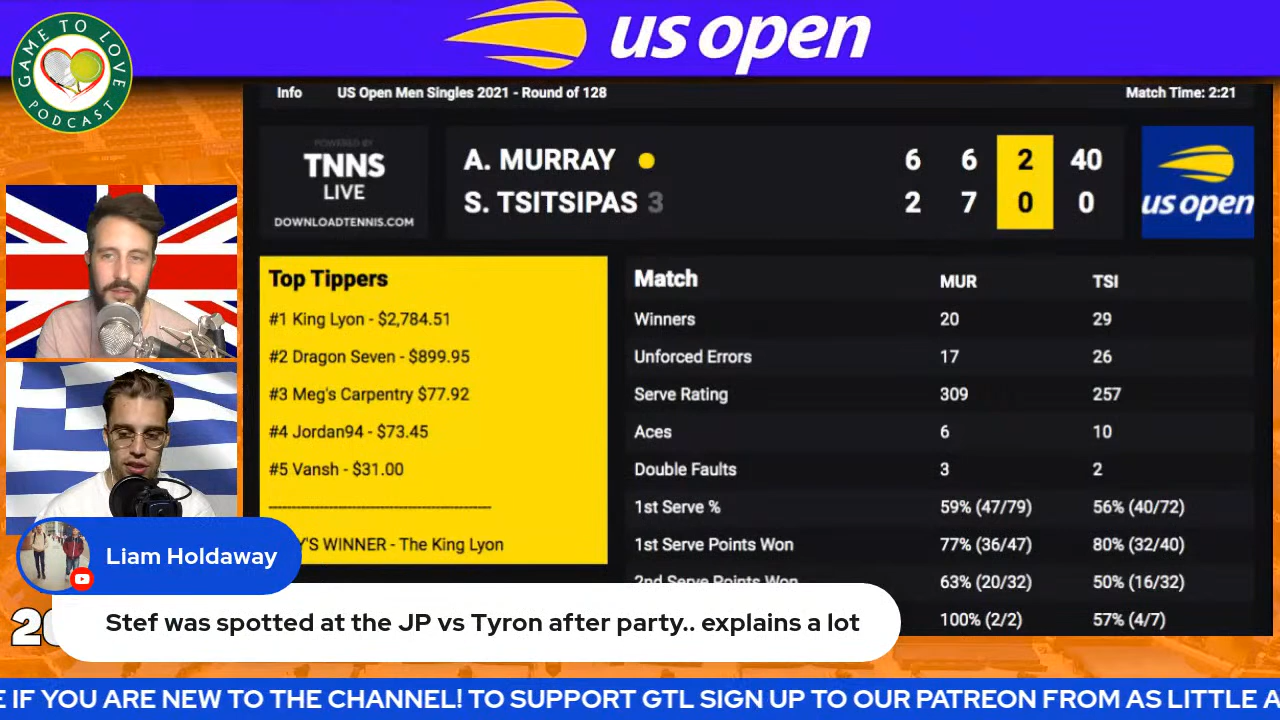 GAME TO LOVE
PODCAST
us open
Info US Open Men Singles 2021 - Round of 128 Match Time: 2:21
POWERED BY
TNNS
LIVE
DOWNLOADTENNIS.COM
A. MURRAY 6 6 2 40
S. TSITSIPAS 3 2 7 0 0
us open
Top Tippers
#1 King Lyon - $2,784.51
#2 Dragon Seven - $899.95
#3 Meg's Carpentry $77.92
#4 Jordan94 - $73.45
#5 Vansh - $31.00
Y'S WINNER - The King Lyon
Match MUR TSI
Winners 20 29
Unforced Errors 17 26
Serve Rating 309 257
Aces 6 10
Double Faults 3 2
1st Serve % 59% (47/79) 56% (40/72)
1st Serve Points Won 77% (36/47) 80% (32/40)
2nd Serve Points Won 63% (20/32) 50% (16/32)
100% (2/2) 57% (4/7)
Liam Holdaway
Stef was spotted at the JP vs Tyron after party.. explains a lot
E IF YOU ARE NEW TO THE CHANNEL! TO SUPPORT GTL SIGN UP TO OUR PATREON FROM AS LITTLE A